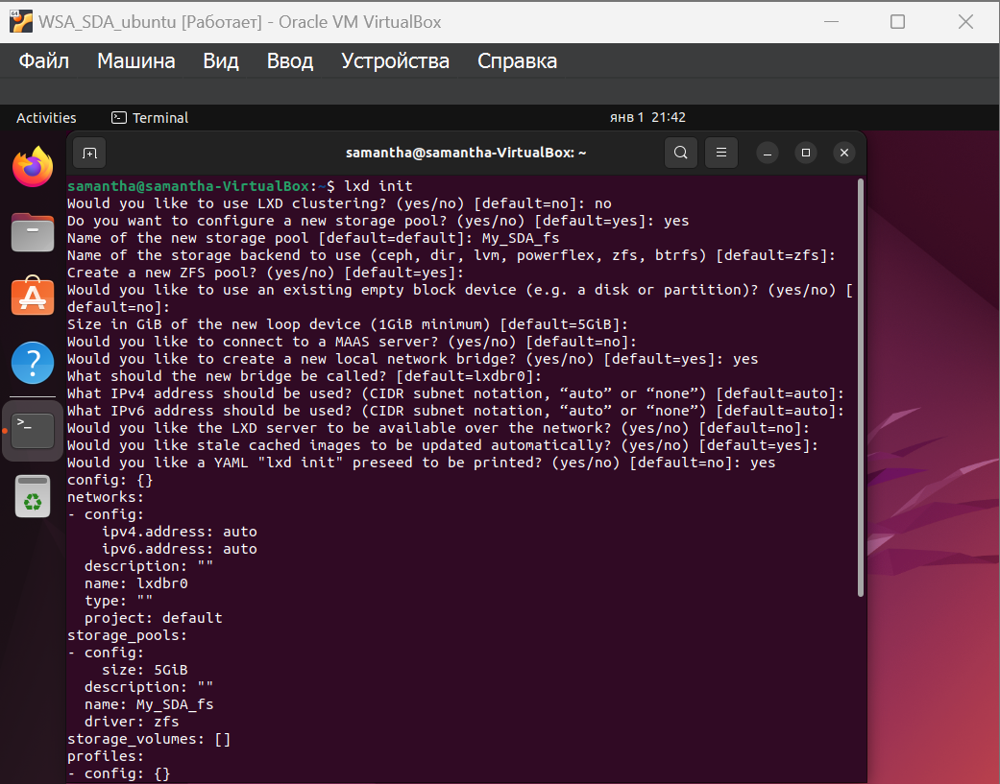 WSA_SDA_ubuntu [Работает] - Oracle VM VirtualBox
Файл Машина Вид Ввод Устройства Справка
Activities Terminal янв 1 21:42
samantha@samantha-VirtualBox: ~
samantha@samantha-VirtualBox:~$ lxd init
Would you like to use LXD clustering? (yes/no) [default=no]: no
Do you want to configure a new storage pool? (yes/no) [default=yes]: yes
Name of the new storage pool [default=default]: My_SDA_fs
Name of the storage backend to use (ceph, dir, lvm, powerflex, zfs, btrfs) [default=zfs]:
Create a new ZFS pool? (yes/no) [default=yes]:
Would you like to use an existing empty block device (e.g. a disk or partition)? (yes/no) [
default=no]:
Size in GiB of the new loop device (1GiB minimum) [default=5GiB]:
Would you like to connect to a MAAS server? (yes/no) [default=no]:
Would you like to create a new local network bridge? (yes/no) [default=yes]: yes
What should the new bridge be called? [default=lxdbr0]:
What IPv4 address should be used? (CIDR subnet notation, “auto” or “none”) [default=auto]:
What IPv6 address should be used? (CIDR subnet notation, “auto” or “none”) [default=auto]:
Would you like the LXD server to be available over the network? (yes/no) [default=no]:
Would you like stale cached images to be updated automatically? (yes/no) [default=yes]:
Would you like a YAML "lxd init" preseed to be printed? (yes/no) [default=no]: yes
config: {}
networks:
- config:
    ipv4.address: auto
    ipv6.address: auto
  description: ""
  name: lxdbr0
  type: ""
  project: default
storage_pools:
- config:
    size: 5GiB
  description: ""
  name: My_SDA_fs
  driver: zfs
storage_volumes: []
profiles:
- config: {}